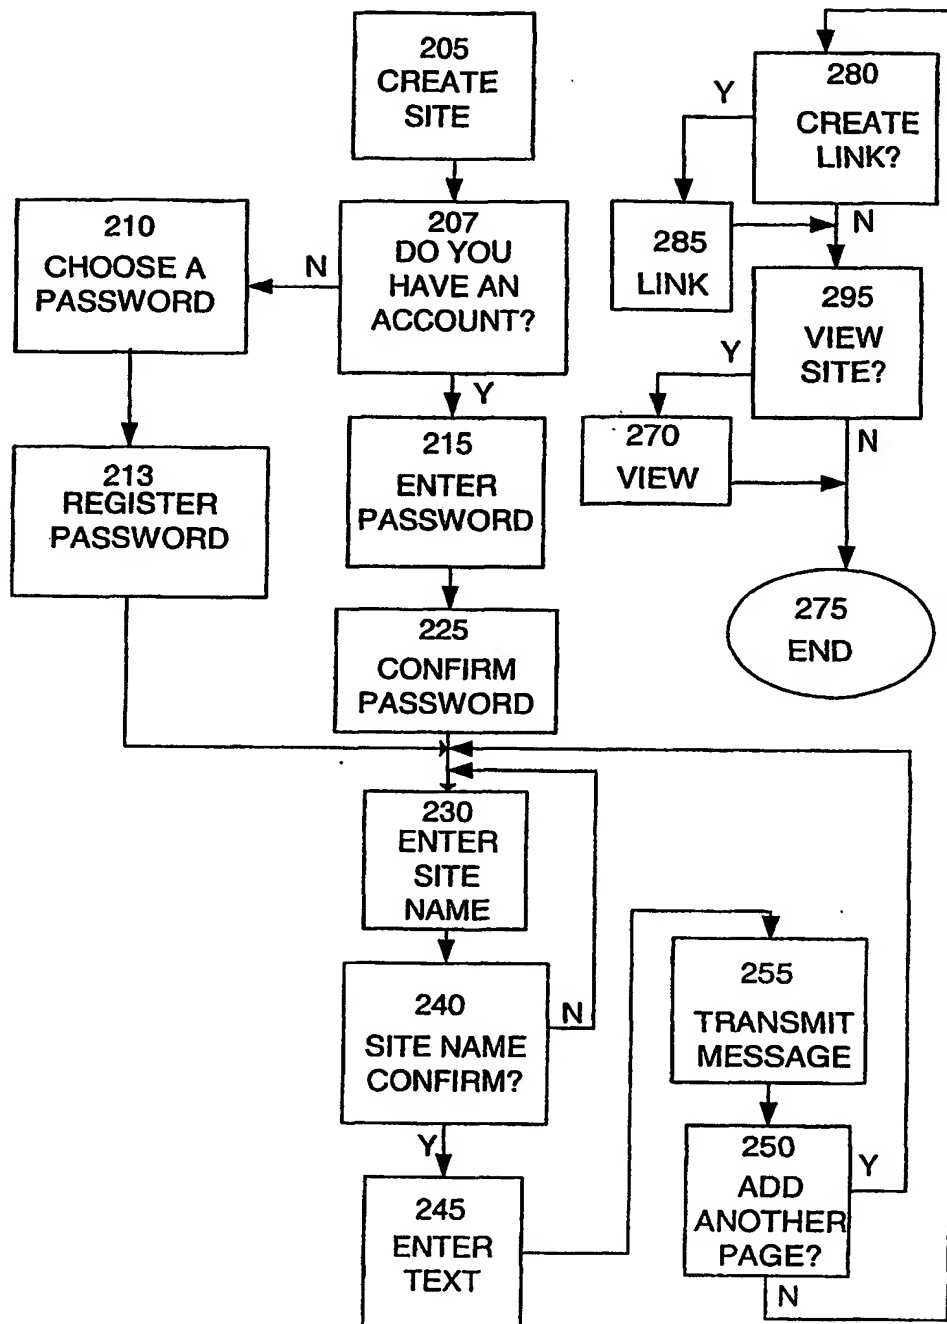 205
CREATE
SITE
207
DO YOU
HAVE AN
ACCOUNT?
N
Y
210
CHOOSE A
PASSWORD
213
REGISTER
PASSWORD
215
ENTER
PASSWORD
225
CONFIRM
PASSWORD
230
ENTER
SITE
NAME
240
SITE NAME
CONFIRM?
N
Y
245
ENTER
TEXT
255
TRANSMIT
MESSAGE
250
ADD
ANOTHER
PAGE?
Y
N
280
CREATE
LINK?
Y
N
285
LINK
295
VIEW
SITE?
Y
N
270
VIEW
275
END